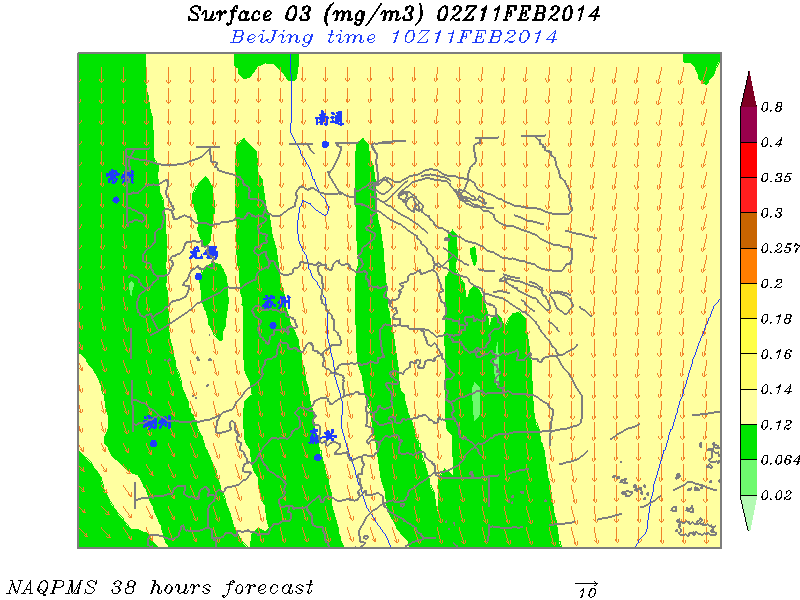 Surface O3 (mg/m3) 02Z11FEB2014
BeiJing time 10Z11FEB2014
南通
常州
无锡
苏州
湖州
嘉兴
0.8
0.4
0.35
0.3
0.257
0.2
0.18
0.16
0.14
0.12
0.064
0.02
NAQPMS 38 hours forecast
10